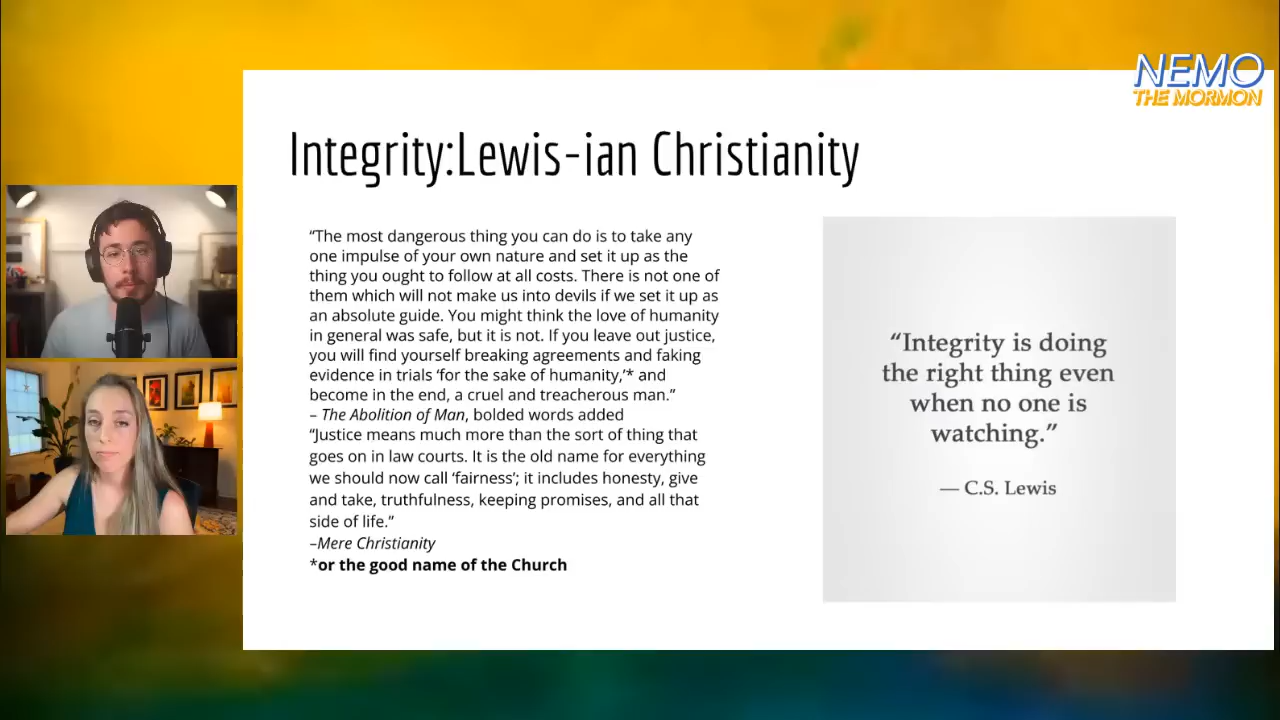 NEMO
THE MORMON
Integrity:Lewis-ian Christianity
“The most dangerous thing you can do is to take any
one impulse of your own nature and set it up as the
thing you ought to follow at all costs. There is not one of
them which will not make us into devils if we set it up as
an absolute guide. You might think the love of humanity
in general was safe, but it is not. If you leave out justice,
you will find yourself breaking agreements and faking
evidence in trials ‘for the sake of humanity,’* and
become in the end, a cruel and treacherous man.”
– The Abolition of Man, bolded words added
“Justice means much more than the sort of thing that
goes on in law courts. It is the old name for everything
we should now call ‘fairness’; it includes honesty, give
and take, truthfulness, keeping promises, and all that
side of life.”
–Mere Christianity
*or the good name of the Church
“Integrity is doing
the right thing even
when no one is
watching.”
— C.S. Lewis